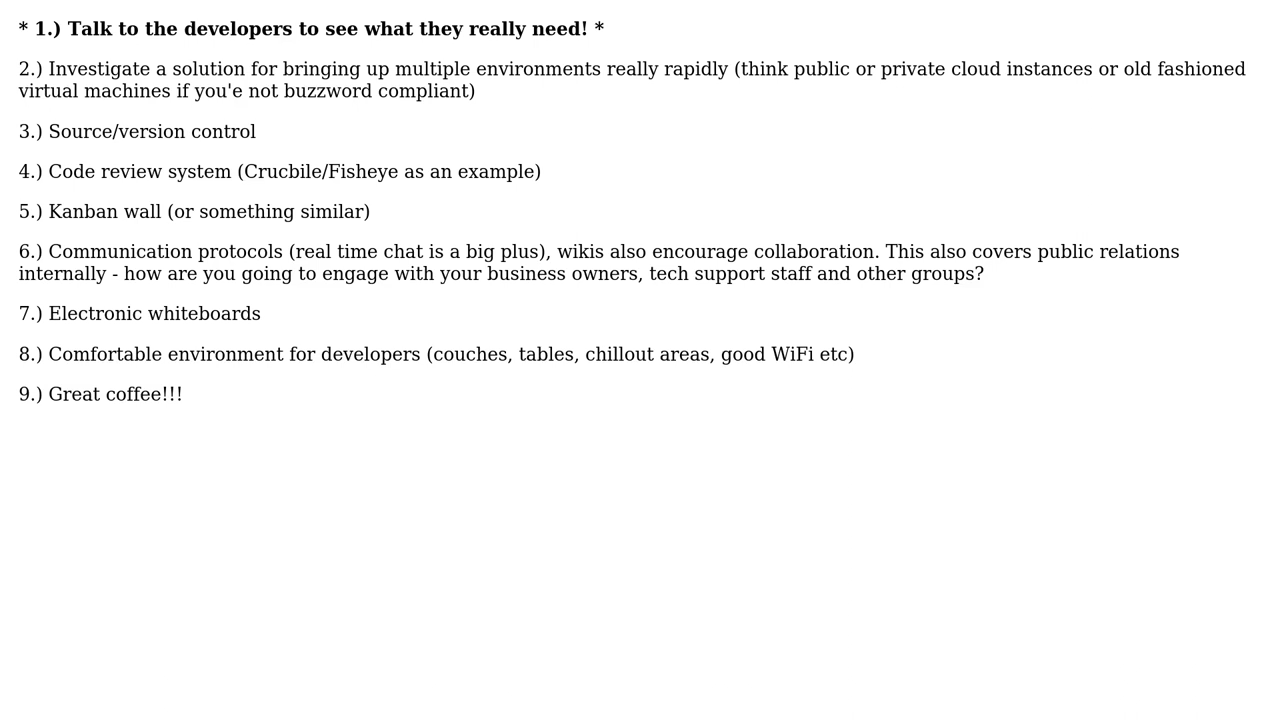 * 1.) Talk to the developers to see what they really need! *
2.) Investigate a solution for bringing up multiple environments really rapidly (think public or private cloud instances or old fashioned
virtual machines if you'e not buzzword compliant)
3.) Source/version control
4.) Code review system (Crucbile/Fisheye as an example)
5.) Kanban wall (or something similar)
6.) Communication protocols (real time chat is a big plus), wikis also encourage collaboration. This also covers public relations
internally - how are you going to engage with your business owners, tech support staff and other groups?
7.) Electronic whiteboards
8.) Comfortable environment for developers (couches, tables, chillout areas, good WiFi etc)
9.) Great coffee!!!